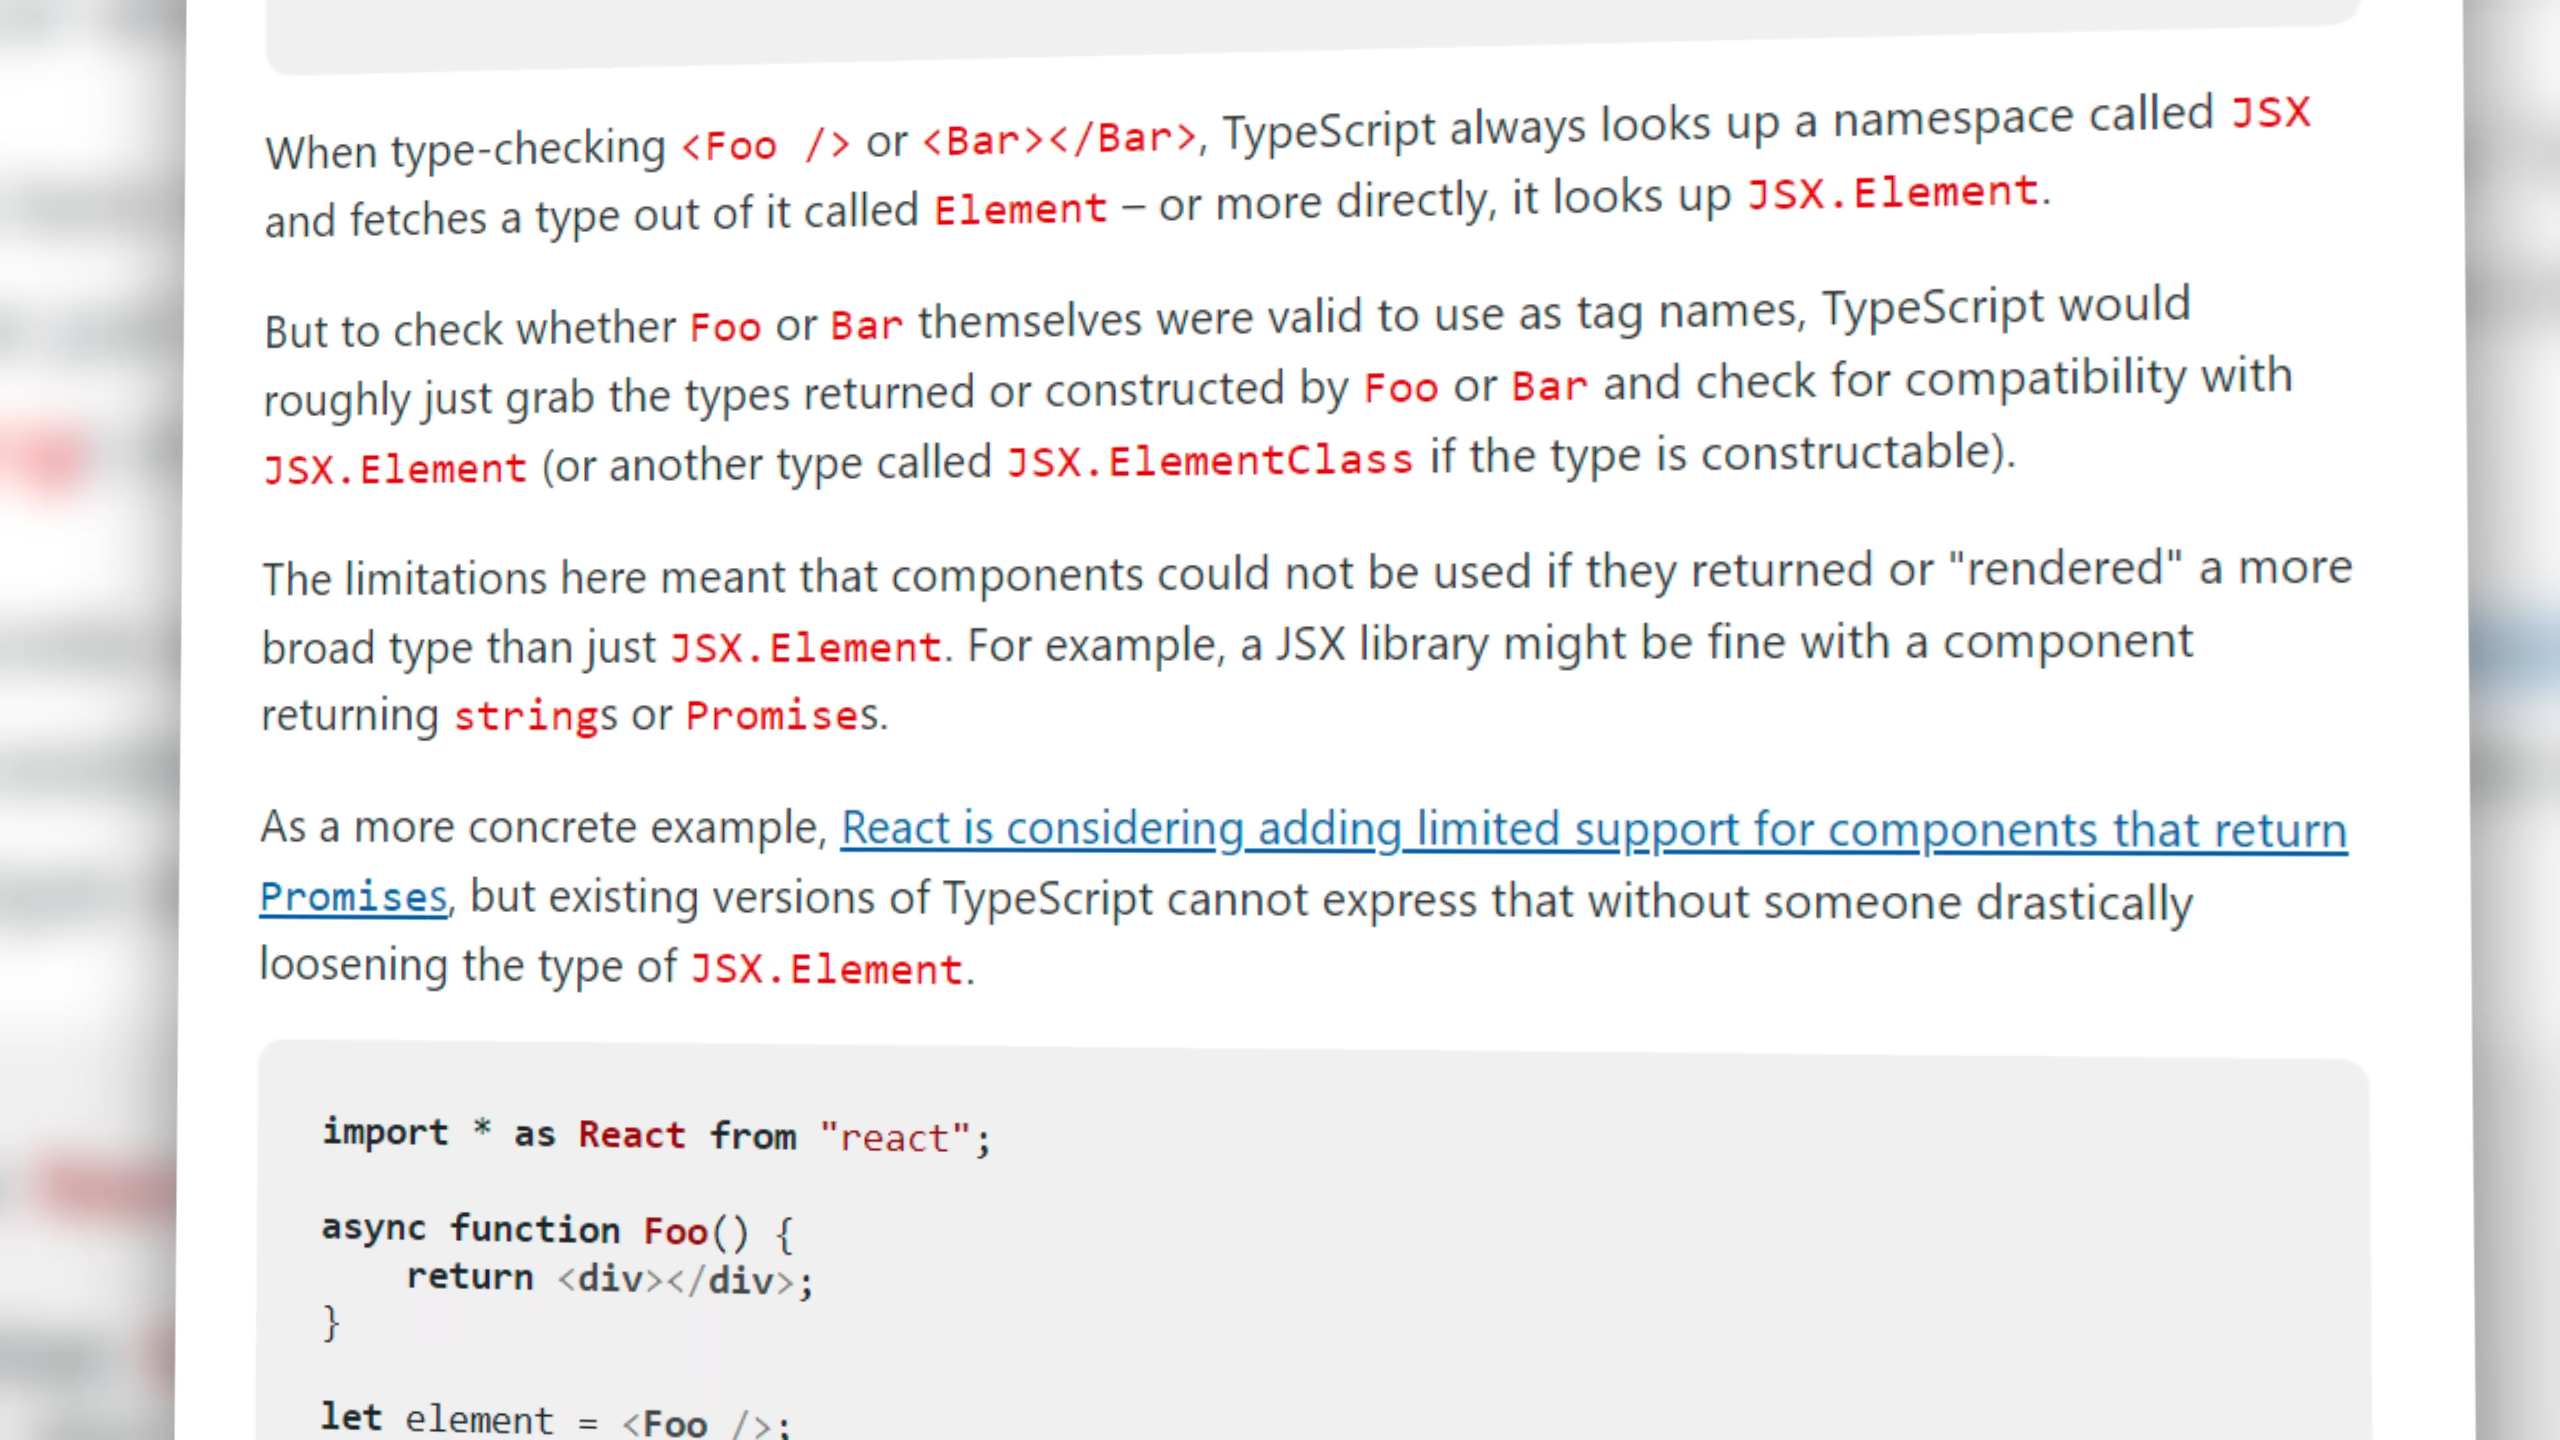 When type-checking <Foo /> or <Bar></Bar>, TypeScript always looks up a namespace called JSX
and fetches a type out of it called Element – or more directly, it looks up JSX.Element.
But to check whether Foo or Bar themselves were valid to use as tag names, TypeScript would
roughly just grab the types returned or constructed by Foo or Bar and check for compatibility with
JSX.Element (or another type called JSX.ElementClass if the type is constructable).
The limitations here meant that components could not be used if they returned or "rendered" a more
broad type than just JSX.Element. For example, a JSX library might be fine with a component
returning strings or Promises.
As a more concrete example, React is considering adding limited support for components that return
Promises, but existing versions of TypeScript cannot express that without someone drastically
loosening the type of JSX.Element.
import * as React from "react";
async function Foo() {
    return <div></div>;
}
let element = <Foo />;